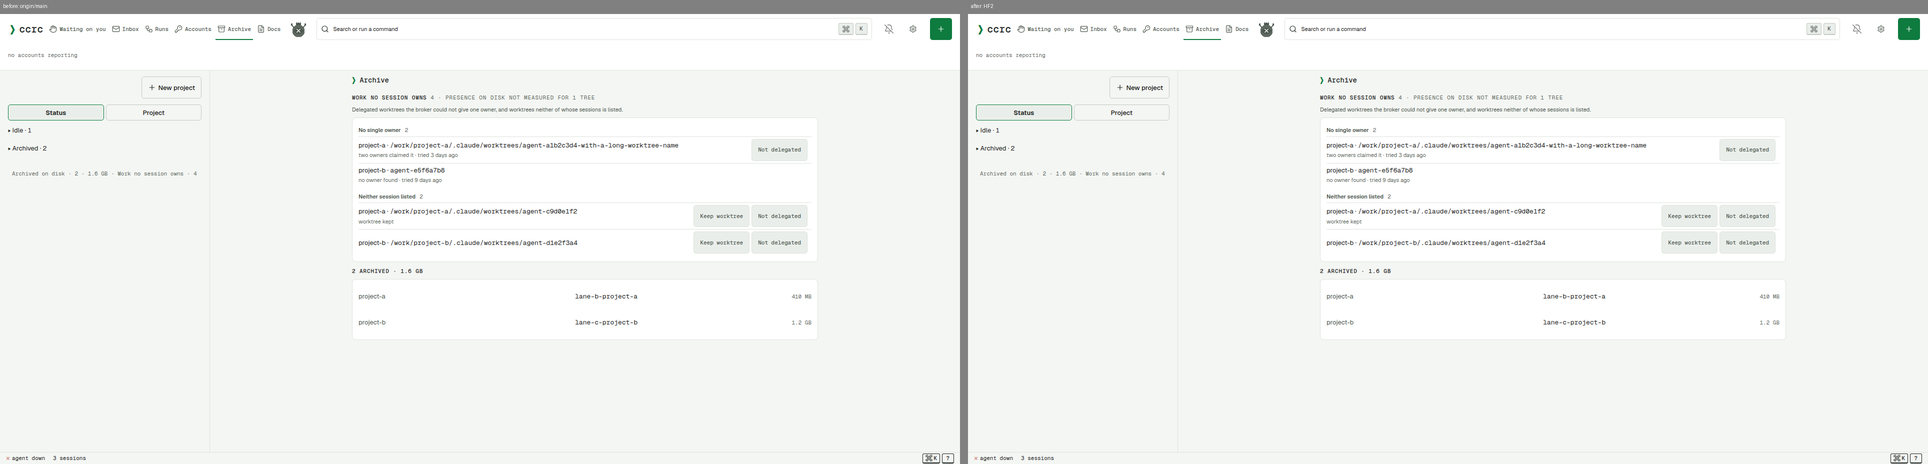 before origin/main
ccrc Waiting on you Inbox Runs Accounts Archive Docs Search or run a command ⌘ K +
no accounts reporting
+ New project
Status Project
▸ Idle · 1
▸ Archived · 2
Archived on disk · 2 · 1.6 GB · Work no session owns · 4
❯ Archive
WORK NO SESSION OWNS 4 · PRESENCE ON DISK NOT MEASURED FOR 1 TREE
Delegated worktrees the broker could not give one owner, and worktrees neither of whose sessions is listed.
No single owner 2
project-a · /work/project-a/.claude/worktrees/agent-a1b2c3d4-with-a-long-worktree-name
two owners claimed it · tried 3 days ago
Not delegated
project-b · agent-e5f6a7b8
no owner found · tried 9 days ago
Neither session listed 2
project-a · /work/project-a/.claude/worktrees/agent-c9d0e1f2
worktree kept
Keep worktree Not delegated
project-b · /work/project-b/.claude/worktrees/agent-d1e2f3a4
Keep worktree Not delegated
2 ARCHIVED · 1.6 GB
project-a lane-b-project-a 410 MB
project-b lane-c-project-b 1.2 GB
× agent down 3 sessions
⌘K ?
after HF2
ccrc Waiting on you Inbox Runs Accounts Archive Docs Search or run a command ⌘ K +
no accounts reporting
+ New project
Status Project
▸ Idle · 1
▸ Archived · 2
Archived on disk · 2 · 1.6 GB · Work no session owns · 4
❯ Archive
WORK NO SESSION OWNS 4 · PRESENCE ON DISK NOT MEASURED FOR 1 TREE
Delegated worktrees the broker could not give one owner, and worktrees neither of whose sessions is listed.
No single owner 2
project-a · /work/project-a/.claude/worktrees/agent-a1b2c3d4-with-a-long-worktree-name
two owners claimed it · tried 3 days ago
Not delegated
project-b · agent-e5f6a7b8
no owner found · tried 9 days ago
Neither session listed 2
project-a · /work/project-a/.claude/worktrees/agent-c9d0e1f2
worktree kept
Keep worktree Not delegated
project-b · /work/project-b/.claude/worktrees/agent-d1e2f3a4
Keep worktree Not delegated
2 ARCHIVED · 1.6 GB
project-a lane-b-project-a 410 MB
project-b lane-c-project-b 1.2 GB
× agent down 3 sessions
⌘K ?